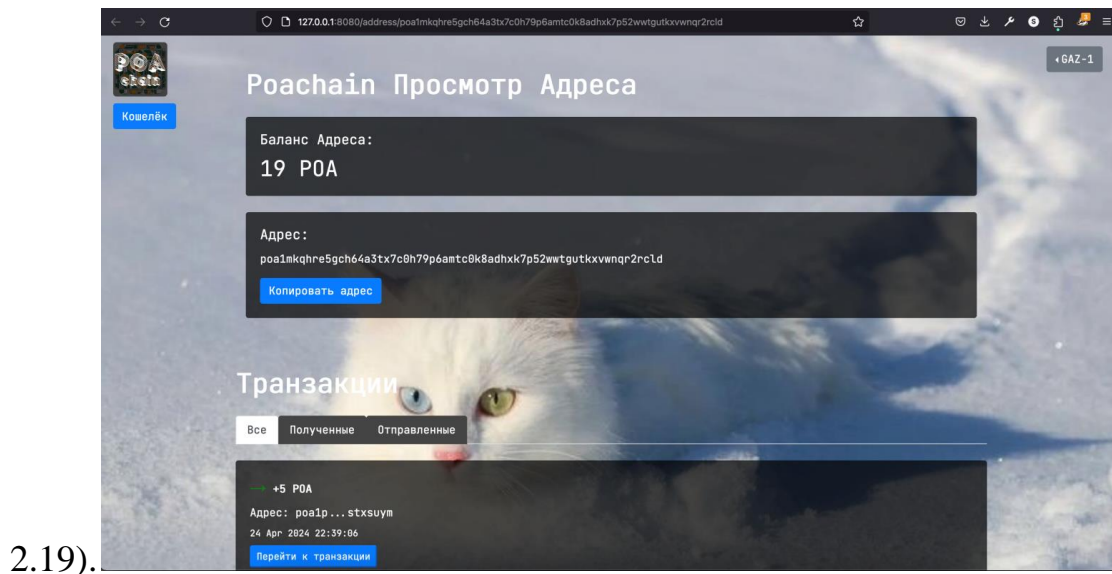 127.0.0.1:8080/address/poa1mkqhre5gch64a3tx7c0h79p6amtc0k8adhxk7p52wwtgutkxvwnqr2rcld
POA
chain
GAZ-1
Кошелёк
Poachain Просмотр Адреса
Баланс Адреса:
19 POA
Адрес:
poa1mkqhre5gch64a3tx7c0h79p6amtc0k8adhxk7p52wwtgutkxvwnqr2rcld
Копировать адрес
Транзакции
Все Полученные Отправленные
+5 POA
Адрес: poa1p...stxsuym
24 Apr 2024 22:39:06
Перейти к транзакции
2.19).